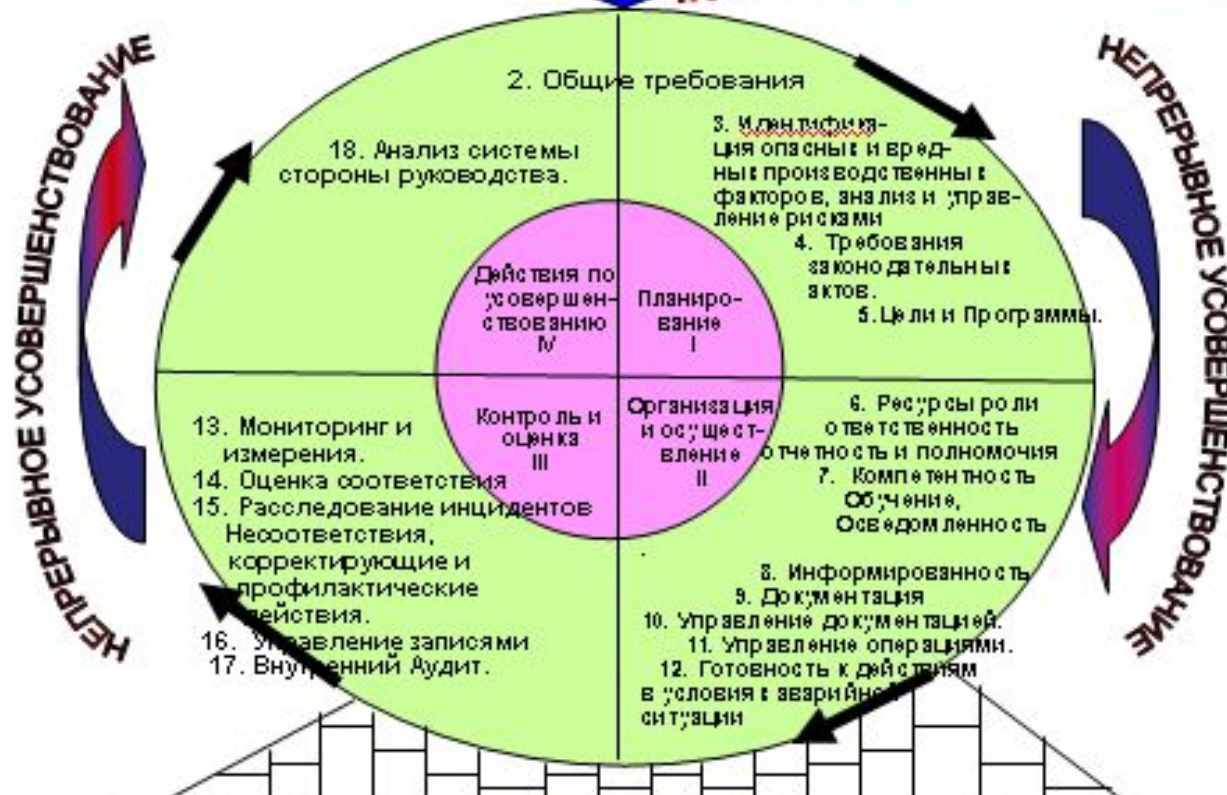 НЕПРЕРЫВНОЕ УСОВЕРШЕНСТВОВАНИЕ
2. Общие требования
18. Анализ системы
стороны руководства.
3. Идентифика-
ция опасных и вред-
ных производственных
факторов, анализ и управ-
ление рисками
4. Требования
законодательных
актов.
5.Цели и Программы.
Действия по
усовершен-
ствованию
IV
Планиро-
вание
I
Контроль и
оценка
III
Организация
и осущест-
вление
II
13. Мониторинг и
измерения.
14. Оценка соответствия
15. Расследование инцидентов
Несоответствия,
корректирующие и
профилактические
действия.
16. Управление записями
17. Внутренний Аудит.
6. Ресурсы роли
ответственность
отчетность и полномочия
7. Компетентность
Обучение,
Осведомленность
.
8. Информированность
9. Документация
10. Управление документацией.
11. Управление операциями.
12. Готовность к действиям
в условиях аварийной
ситуации
НЕПРЕРЫВНОЕ УСОВЕРШЕНСТВОВАНИЕ